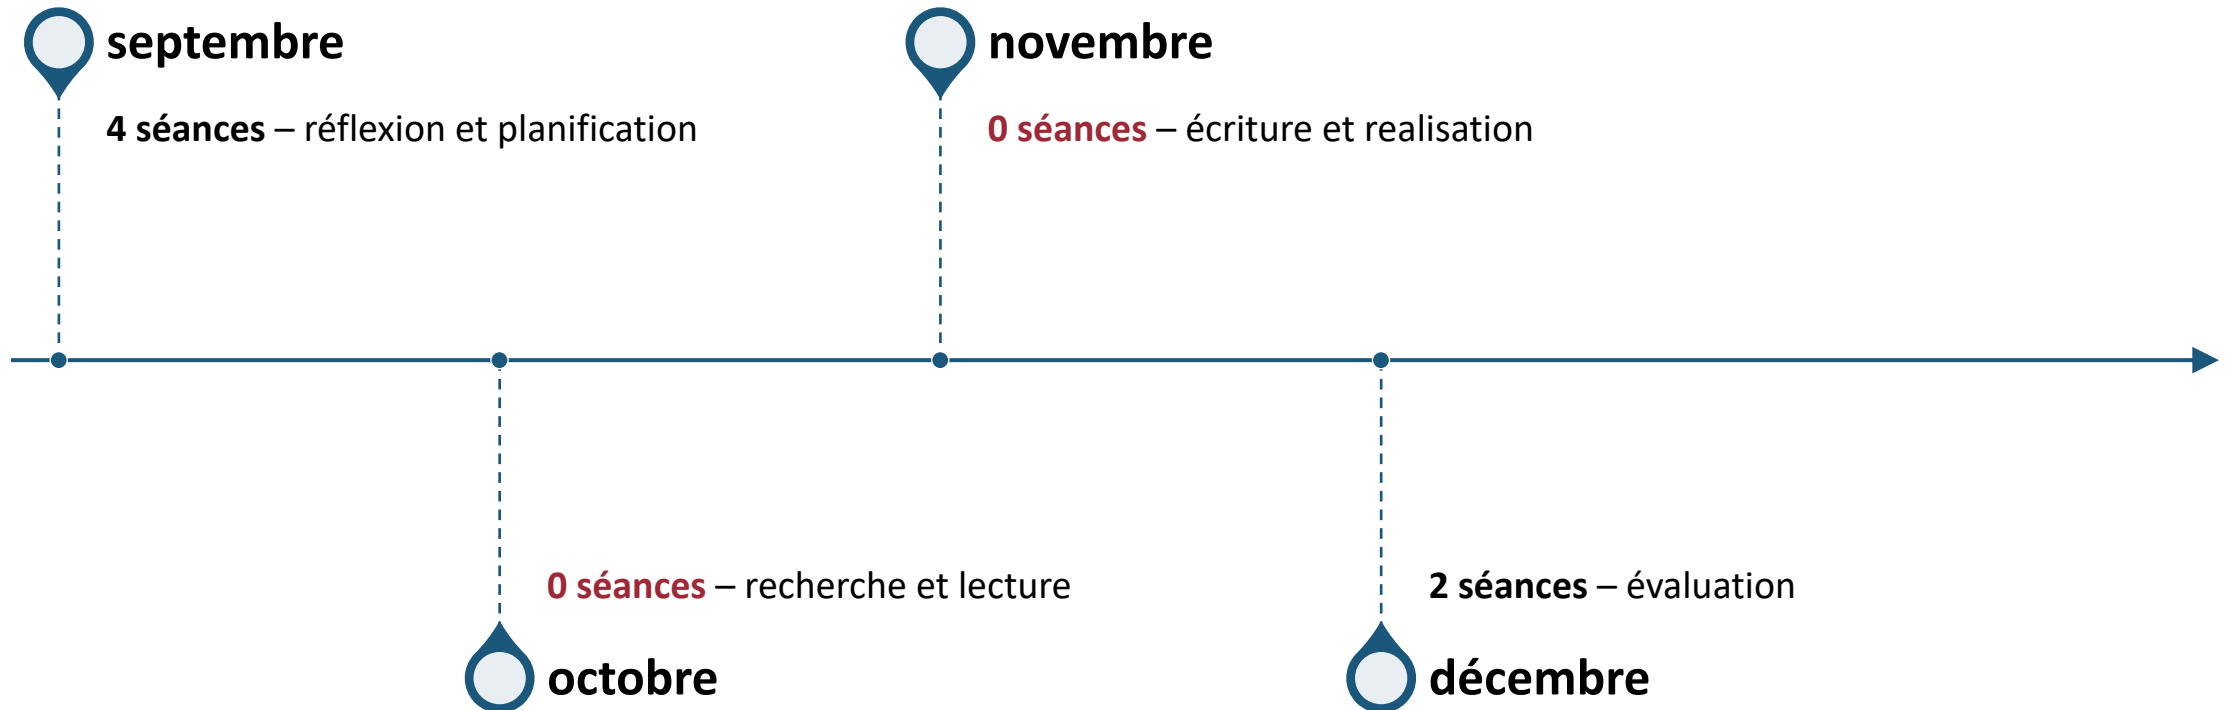 septembre
4 séances – réflexion et planification
octobre
0 séances – recherche et lecture
novembre
0 séances – écriture et realisation
décembre
2 séances – évaluation